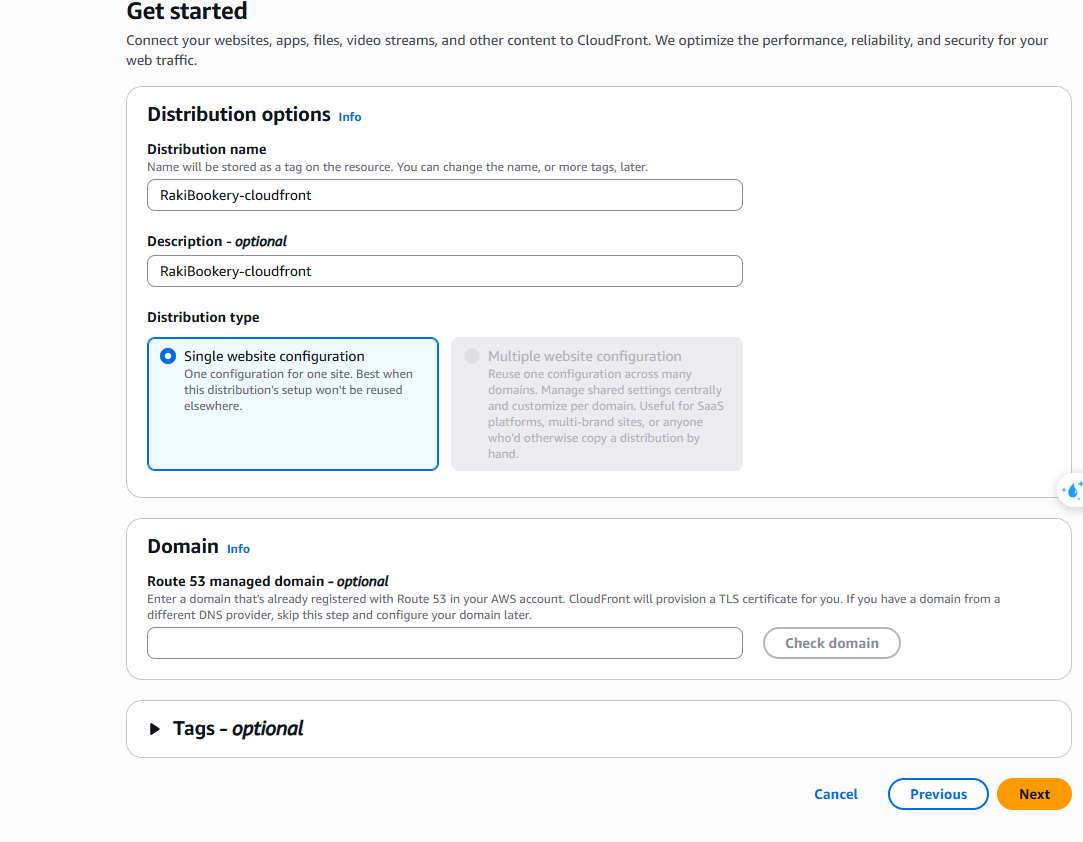 Get started
Connect your websites, apps, files, video streams, and other content to CloudFront. We optimize the performance, reliability, and security for your
web traffic.
Distribution options Info
Distribution name
Name will be stored as a tag on the resource. You can change the name, or more tags, later.
RakiBookery-cloudfront
Description - optional
RakiBookery-cloudfront
Distribution type
Single website configuration
One configuration for one site. Best when
this distribution's setup won't be reused
elsewhere.
Multiple website configuration
Reuse one configuration across many
domains. Manage shared settings centrally
and customize per domain. Useful for SaaS
platforms, multi-brand sites, or anyone
who'd otherwise copy a distribution by
hand.
Domain Info
Route 53 managed domain - optional
Enter a domain that's already registered with Route 53 in your AWS account. CloudFront will provision a TLS certificate for you. If you have a domain from a
different DNS provider, skip this step and configure your domain later.
Check domain
Tags - optional
Cancel Previous Next